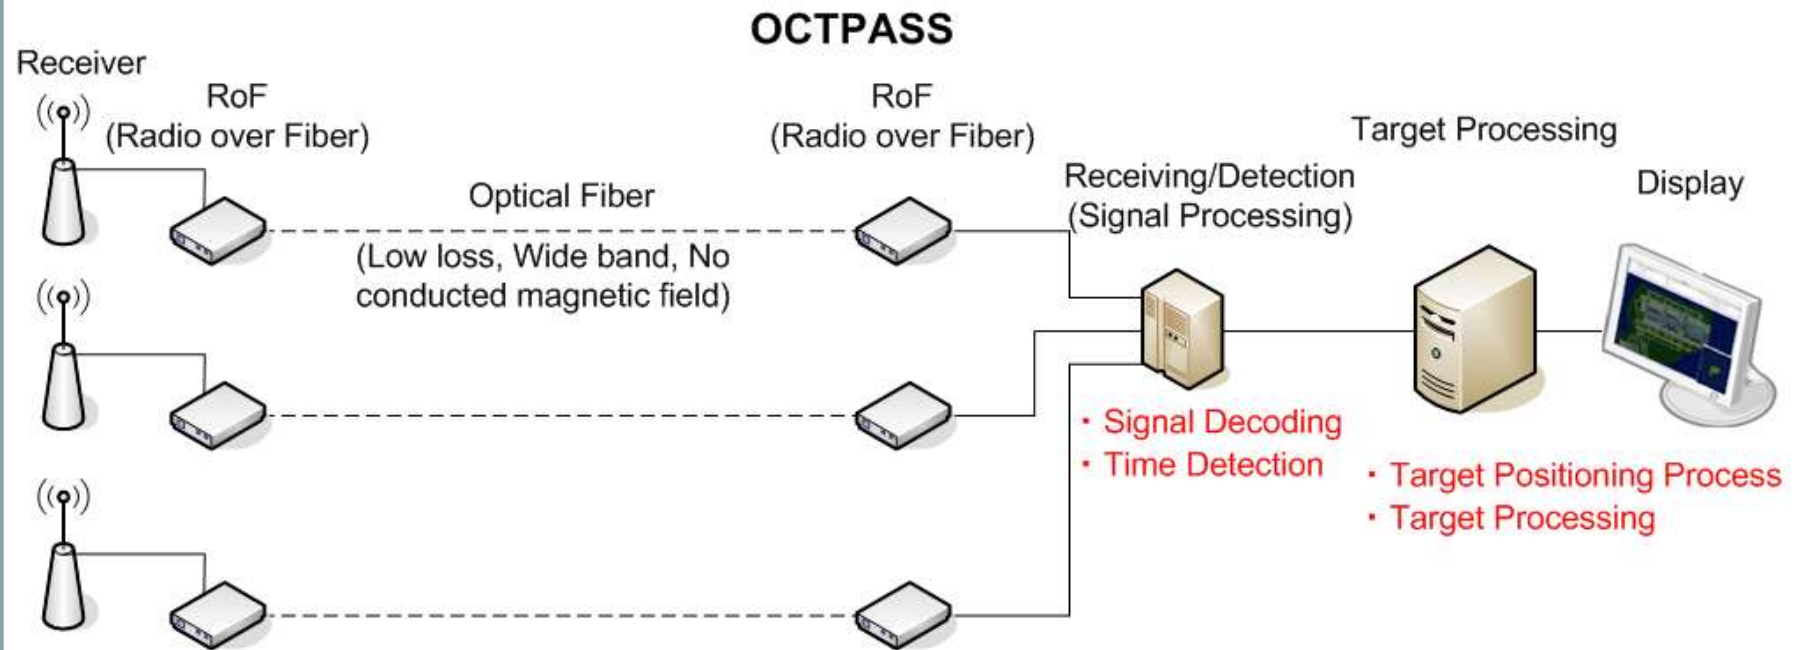 OCTPASS
Receiver
RoF
(Radio over Fiber)
RoF
(Radio over Fiber)
Target Processing
Receiving/Detection
(Signal Processing)
Display
Optical Fiber
(Low loss, Wide band, No
conducted magnetic field)
・Signal Decoding
・Time Detection
・Target Positioning Process
・Target Processing